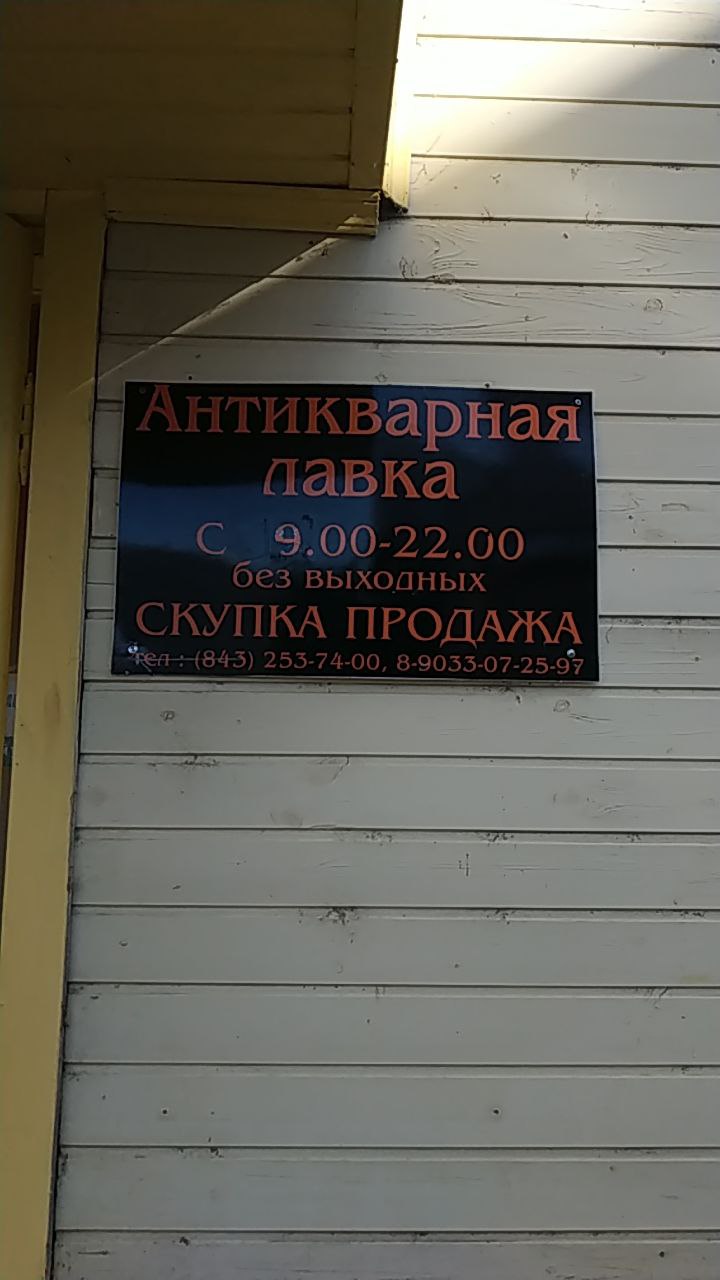 Антикварная
лавка
С 9.00-22.00
без выходных
СКУПКА ПРОДАЖА
тел : (843) 253-74-00, 8-9033-07-25-97